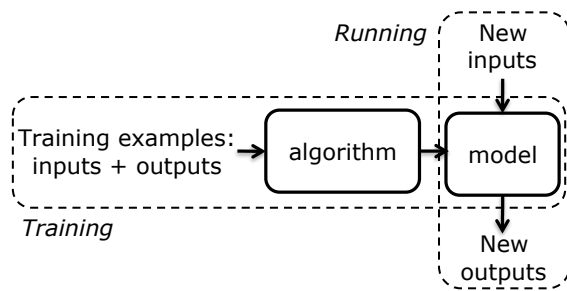 Running
New
inputs
Training examples:
inputs + outputs
algorithm
model
Training
New
outputs